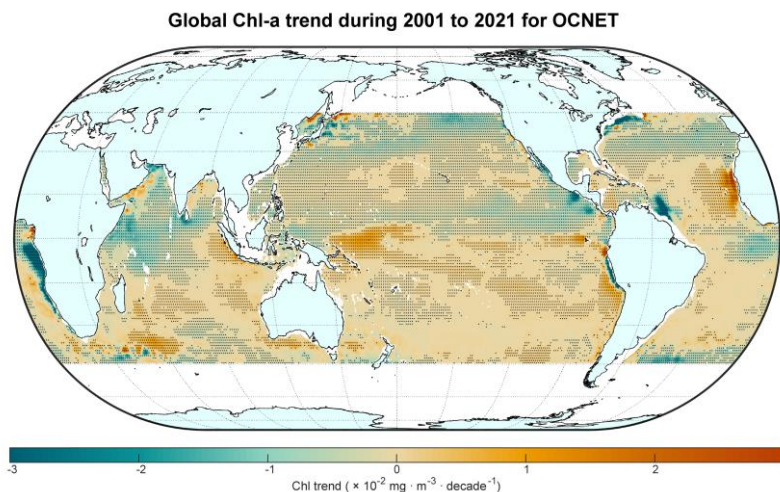 Global Chl-a trend during 2001 to 2021 for OCNET
-3 -2 -1 0 1 2
Chl trend ( × 10⁻² mg · m⁻³ · decade⁻¹)